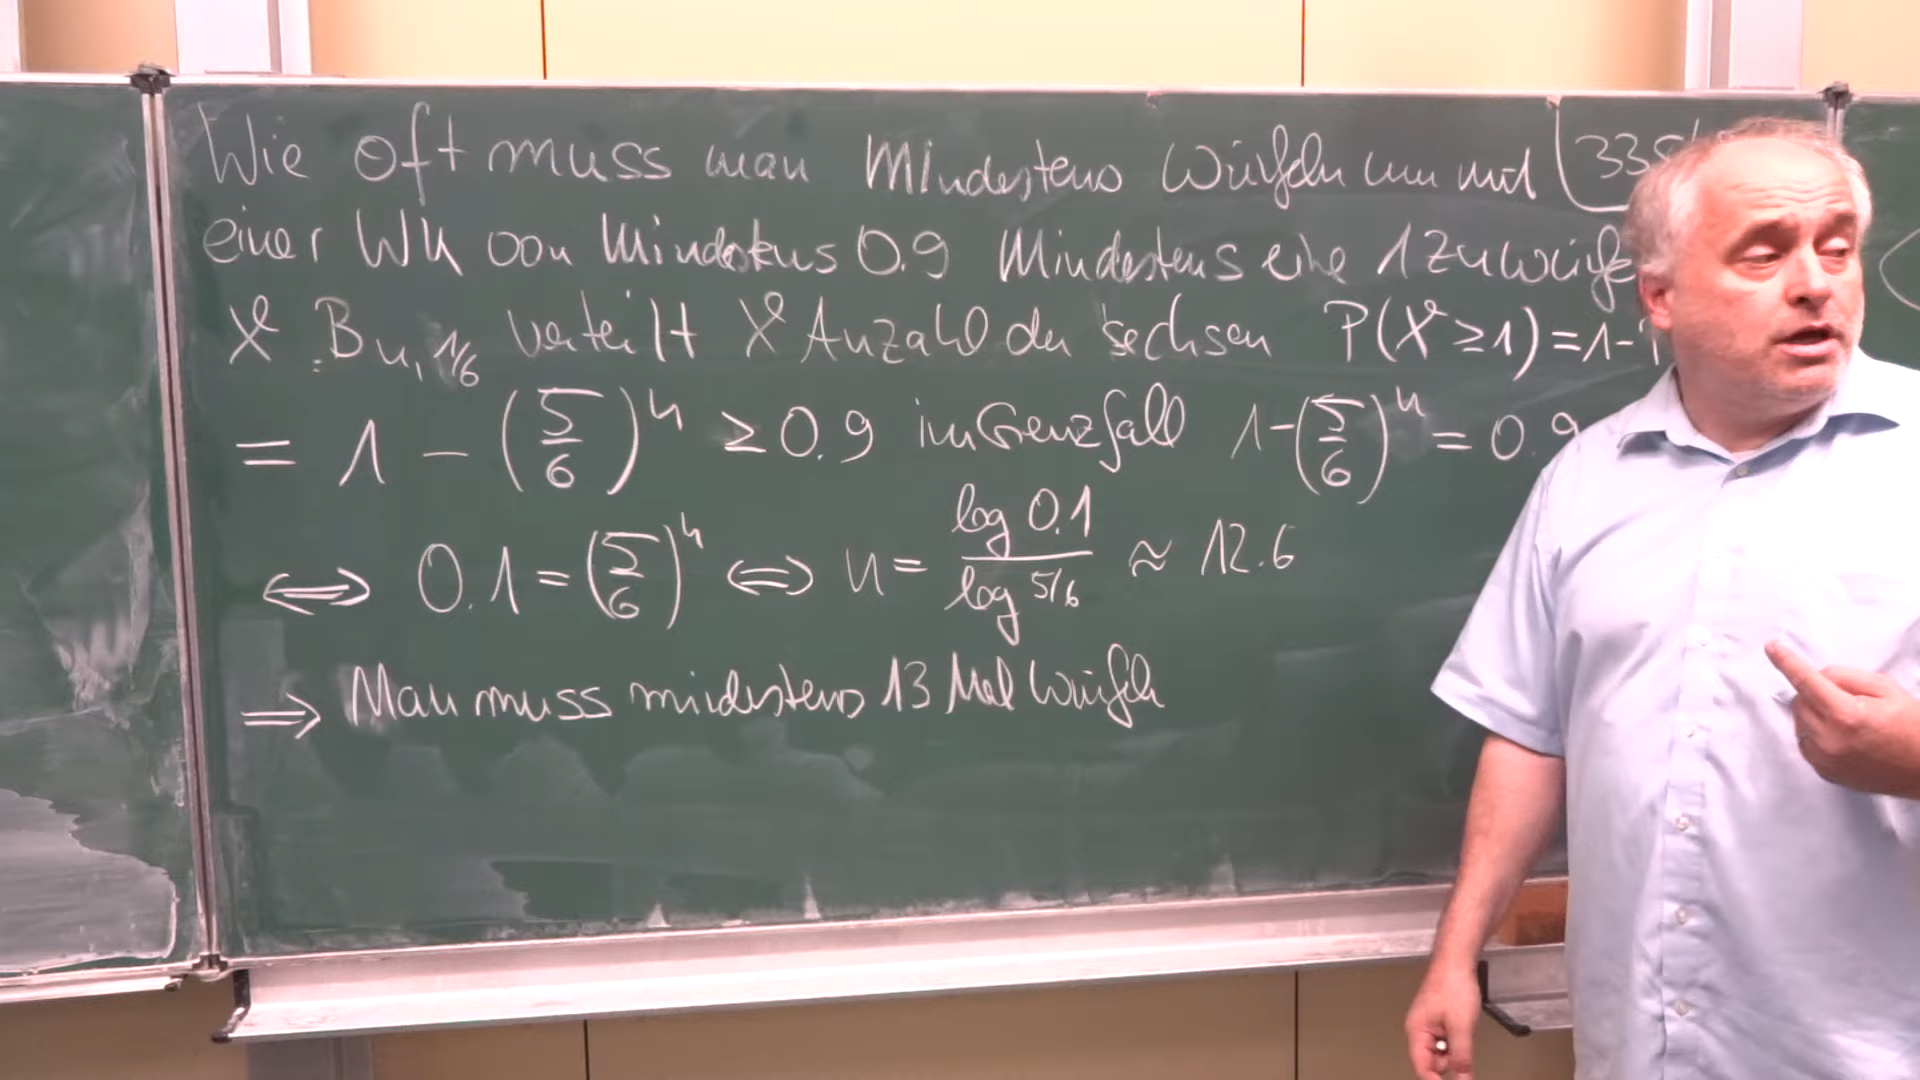 Wie oft muss man Mindestens Würfeln um mit
einer Wk von Mindestens 0.9 Mindestens eine 1 zu würfe
X B n, 1/6 verteilt X Anzahl der sechsen P(X ≥ 1) = 1 -
= 1 - (5/6)^n ≥ 0.9 im Grenzfall 1 - (5/6)^n = 0.9
⟺ 0.1 = (5/6)^n ⟺ n = log 0.1 / log 5/6 ≈ 12.6
⟹ Man muss mindestens 13 Mal würfeln